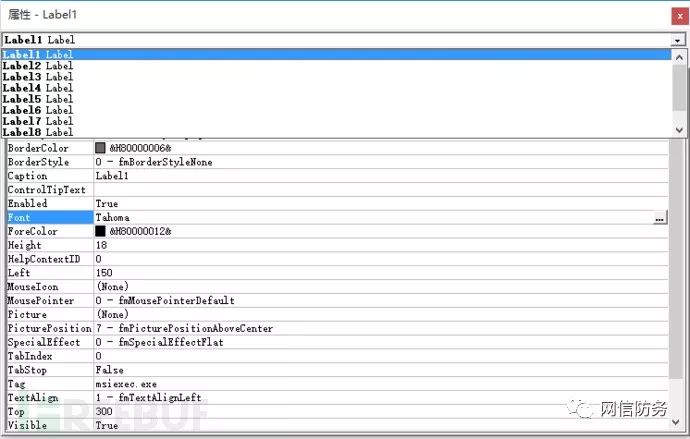 属性 - Label1
x
Label1 Label
Label1 Label
Label2 Label
Label3 Label
Label4 Label
Label5 Label
Label6 Label
Label7 Label
Label8 Label
BorderColor &H80000006&
BorderStyle 0 - fmBorderStyleNone
Caption Label1
ControlTipText
Enabled True
Font Tahoma ...
ForeColor &H80000012&
Height 18
HelpContextID 0
Left 150
MouseIcon (None)
MousePointer 0 - fmMousePointerDefault
Picture (None)
PicturePosition 7 - fmPicturePositionAboveCenter
SpecialEffect 0 - fmSpecialEffectFlat
TabIndex 0
TabStop False
Tag msiexec.exe
TextAlign 1 - fmTextAlignLeft
Top 300
Visible True
REEBUF
网信防务